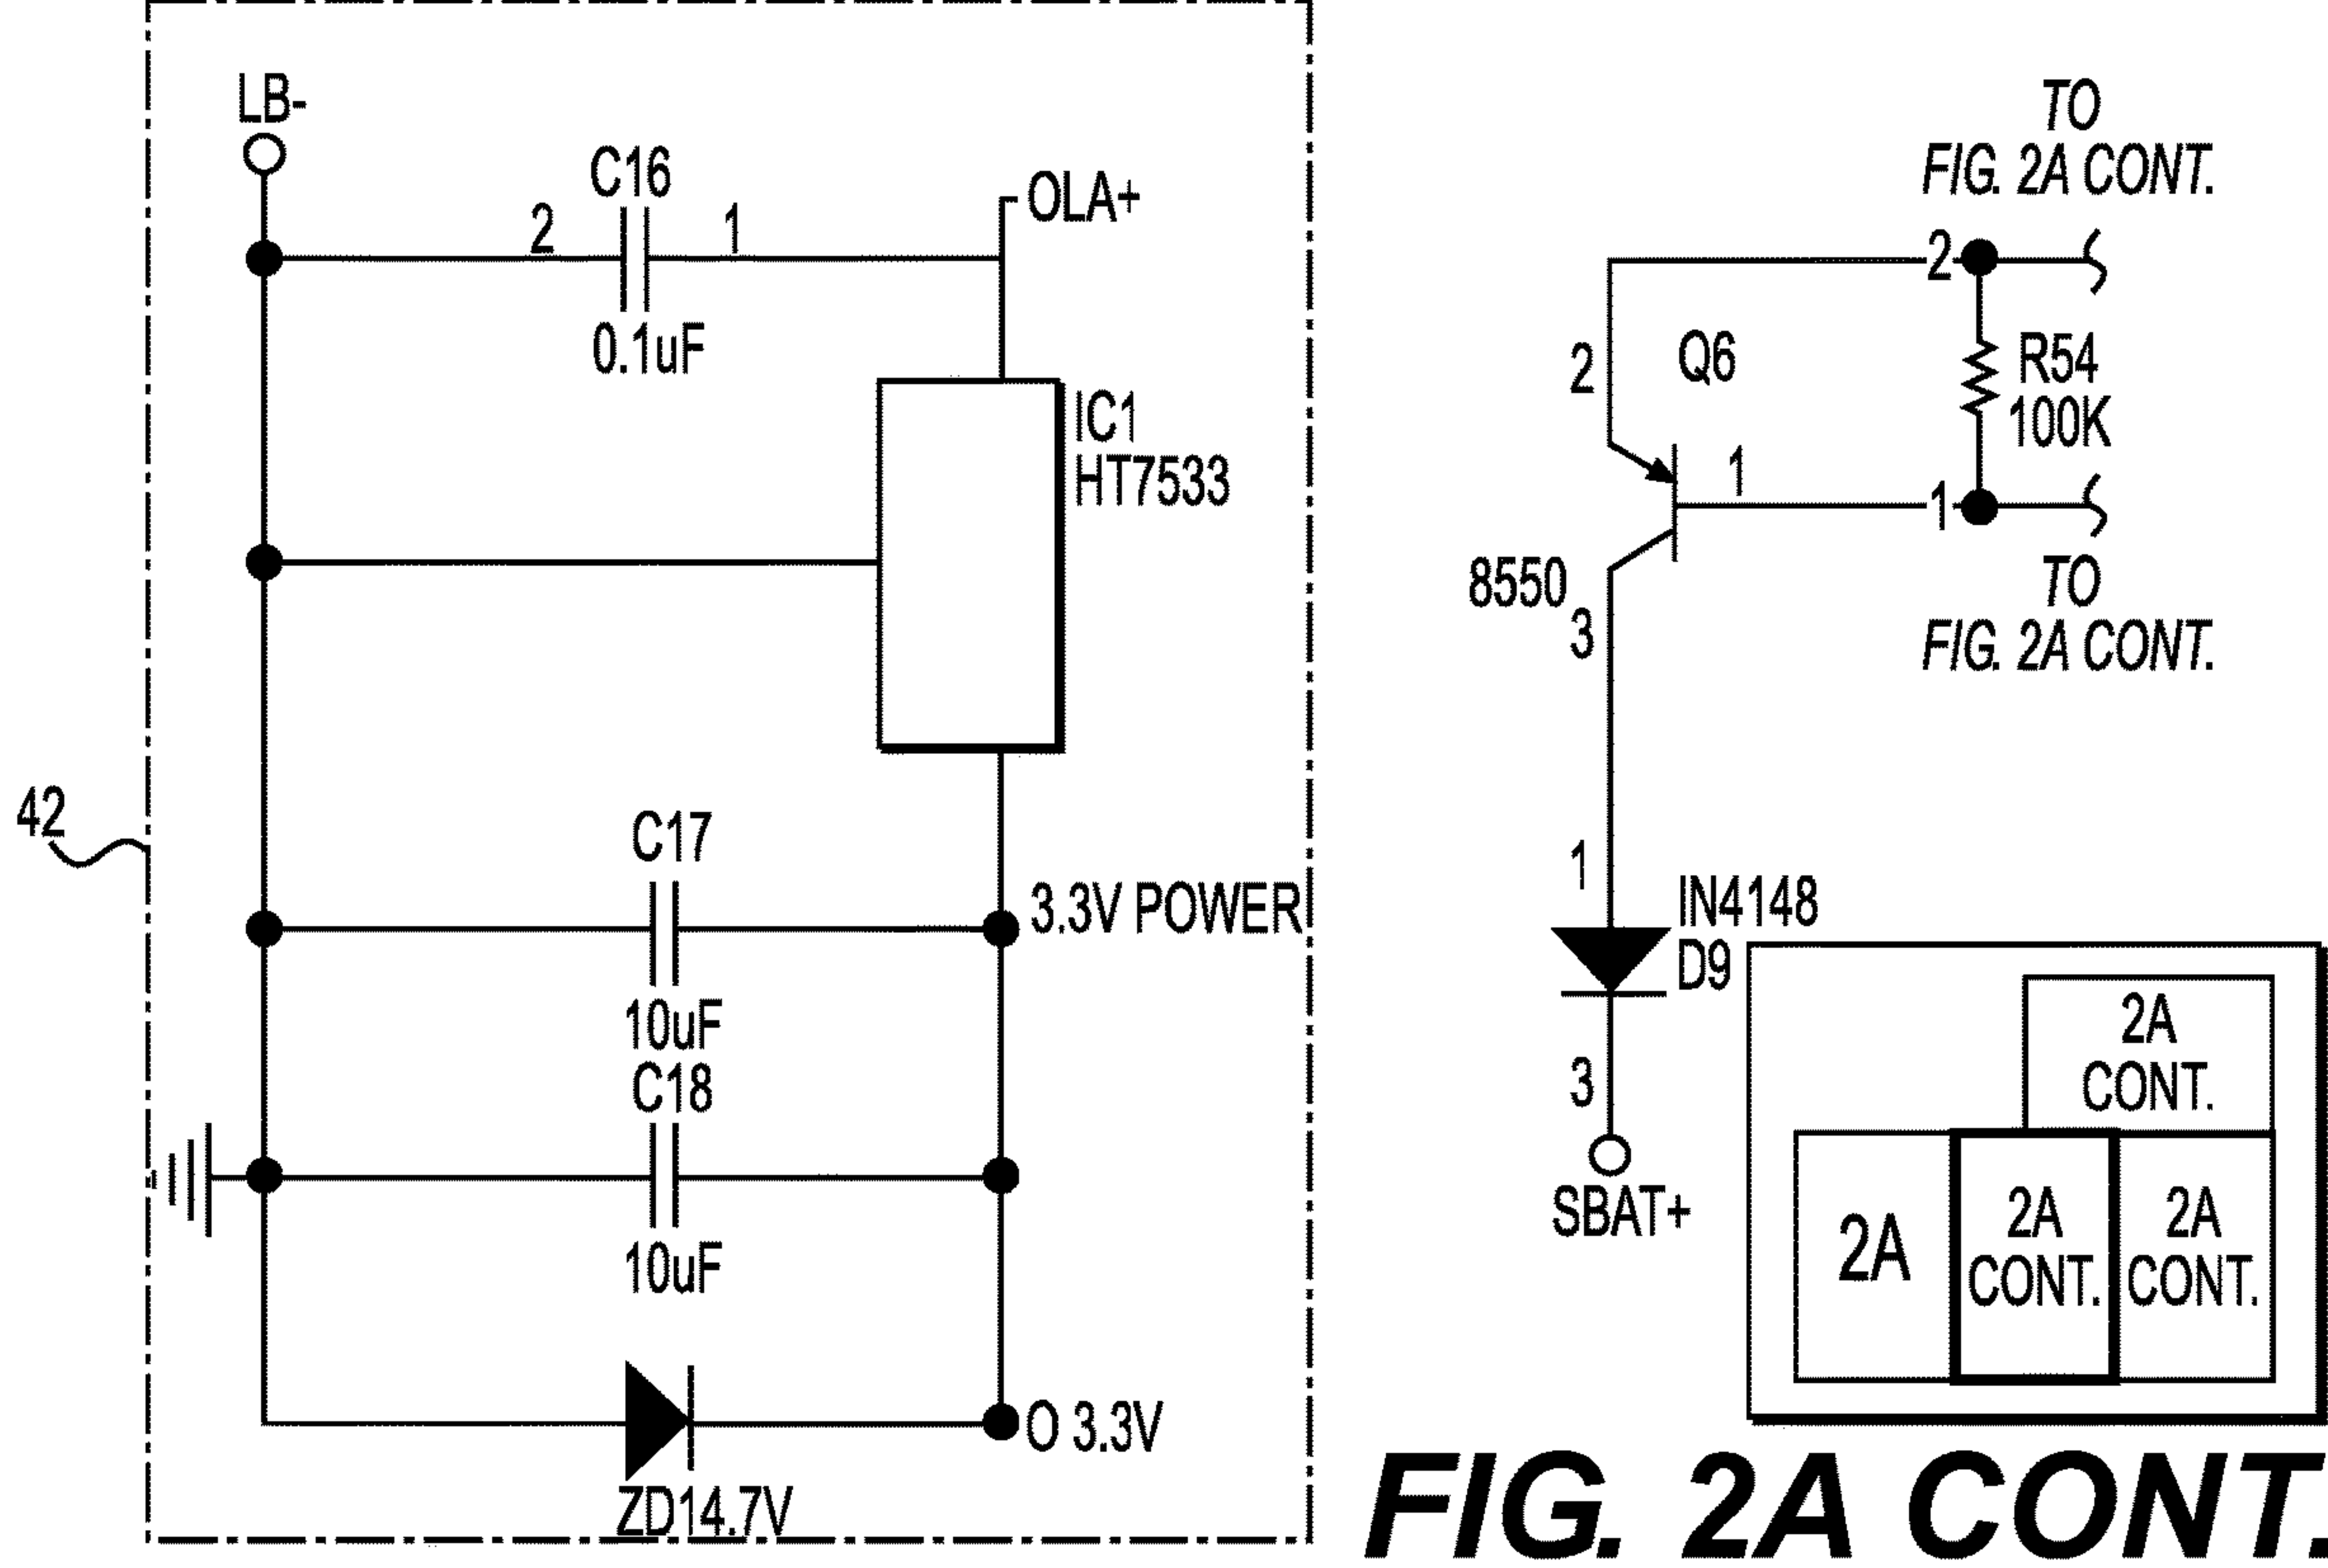 LB-
C16
2
1
0.1uF
OLA+
IC1
HT7533
42
C17
10uF
3.3V POWER
C18
10uF
O 3.3V
ZD14.7V
TO
FIG. 2A CONT.
2
2
Q6
R54
100K
1
1
8550
3
TO
FIG. 2A CONT.
1
IN4148
D9
3
SBAT+
2A
CONT.
2A
2A
CONT.
2A
CONT.
FIG. 2A CONT.